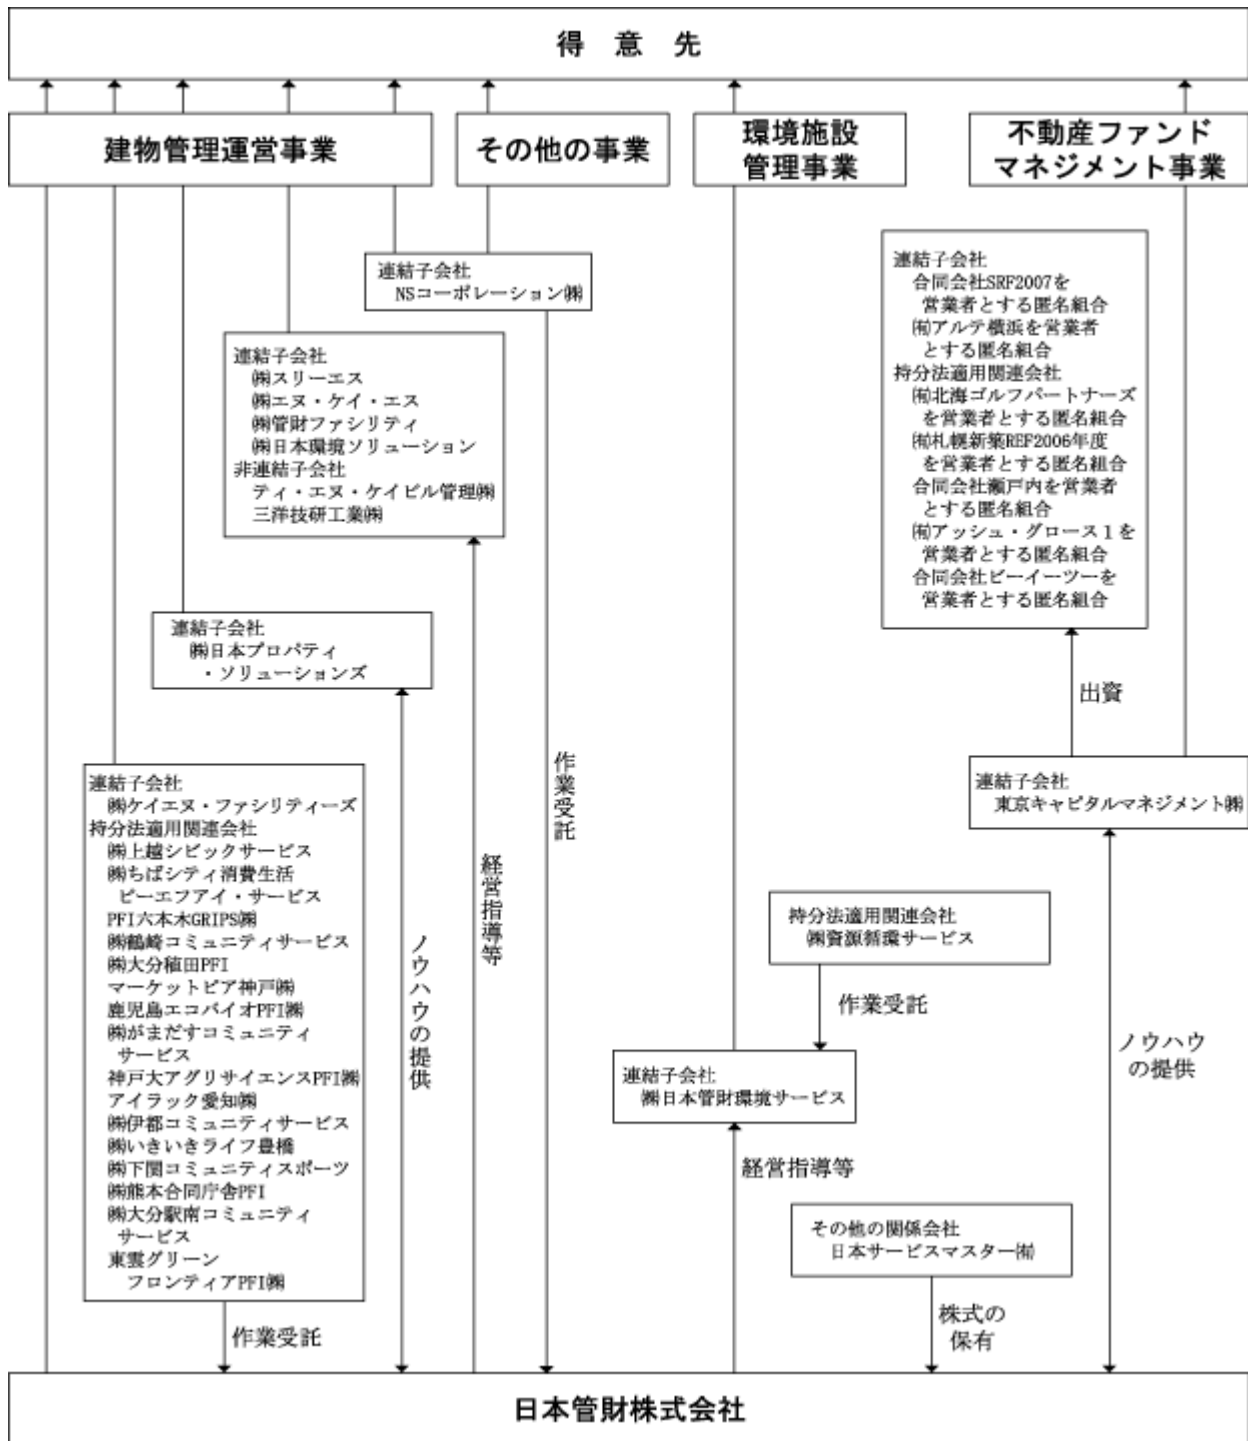 得意先
建物管理運営事業
その他の事業
環境施設
管理事業
不動産ファンド
マネジメント事業
連結子会社
NSコーポレーション㈱
連結子会社
㈱スリーエス
㈱エヌ・ケイ・エス
㈱管財ファシリティ
㈱日本環境ソリューション
非連結子会社
ティ・エヌ・ケイビル管理㈱
三洋技研工業㈱
連結子会社
㈱日本プロパティ
・ソリューションズ
連結子会社
㈱ケイエヌ・ファシリティーズ
持分法適用関連会社
㈱上越シビックサービス
㈱ちばシティ消費生活
ピーエフアイ・サービス
PFI六本木GRIPS㈱
㈱鶴崎コミュニティサービス
㈱大分稙田PFI
マーケットピア神戸㈱
鹿児島エコバイオPFI㈱
㈱がまだすコミュニティ
サービス
神戸大アグリサイエンスPFI㈱
アイラック愛知㈱
㈱伊都コミュニティサービス
㈱いきいきライフ豊橋
㈱下関コミュニティスポーツ
㈱熊本合同庁舎PFI
㈱大分駅南コミュニティ
サービス
東雲グリーン
フロンティアPFI㈱
作業受託
ノウハウの提供
経営指導等
作業受託
連結子会社
合同会社SRF2007を
営業者とする匿名組合
㈲アルテ横浜を営業者
とする匿名組合
持分法適用関連会社
㈲北海ゴルフパートナーズ
を営業者とする匿名組合
㈲札幌新築REF2006年度
を営業者とする匿名組合
合同会社瀬戸内を営業者
とする匿名組合
㈲アッシュ・グロース1を
営業者とする匿名組合
合同会社ビーイーツーを
営業者とする匿名組合
出資
連結子会社
東京キャピタルマネジメント㈱
持分法適用関連会社
㈱資源循環サービス
作業受託
連結子会社
㈱日本管財環境サービス
経営指導等
ノウハウ
の提供
その他の関係会社
日本サービスマスター㈲
株式の
保有
日本管財株式会社